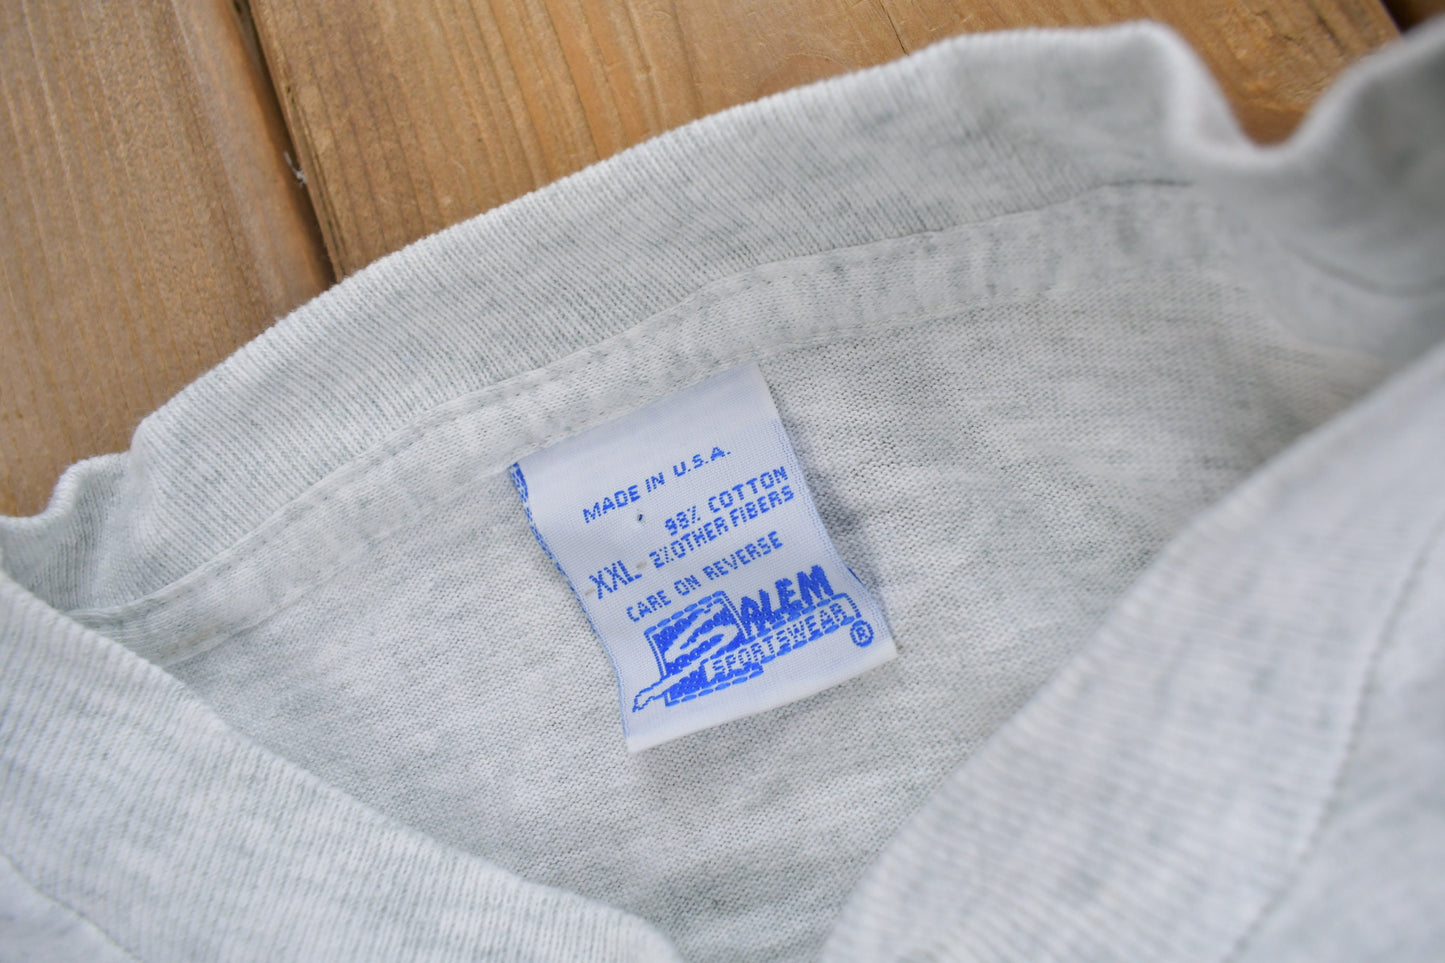 MADE IN U.S.A.
98% COTTON
XXL- 2% OTHER FIBERS
CARE ON REVERSE
SALEM
SPORTSWEAR ®